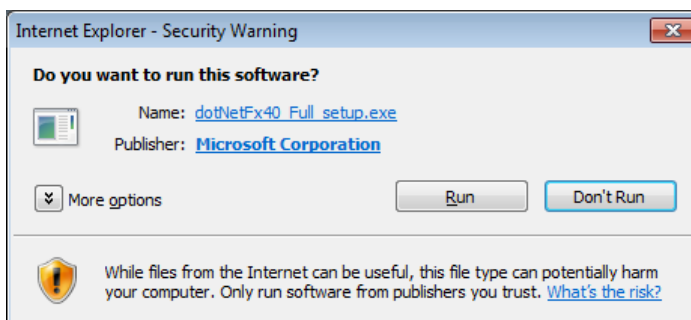 Internet Explorer - Security Warning
Do you want to run this software?
Name: dotNetFx40_Full_setup.exe
Publisher: Microsoft Corporation
More options
Run
Don't Run
While files from the Internet can be useful, this file type can potentially harm
your computer. Only run software from publishers you trust. What's the risk?